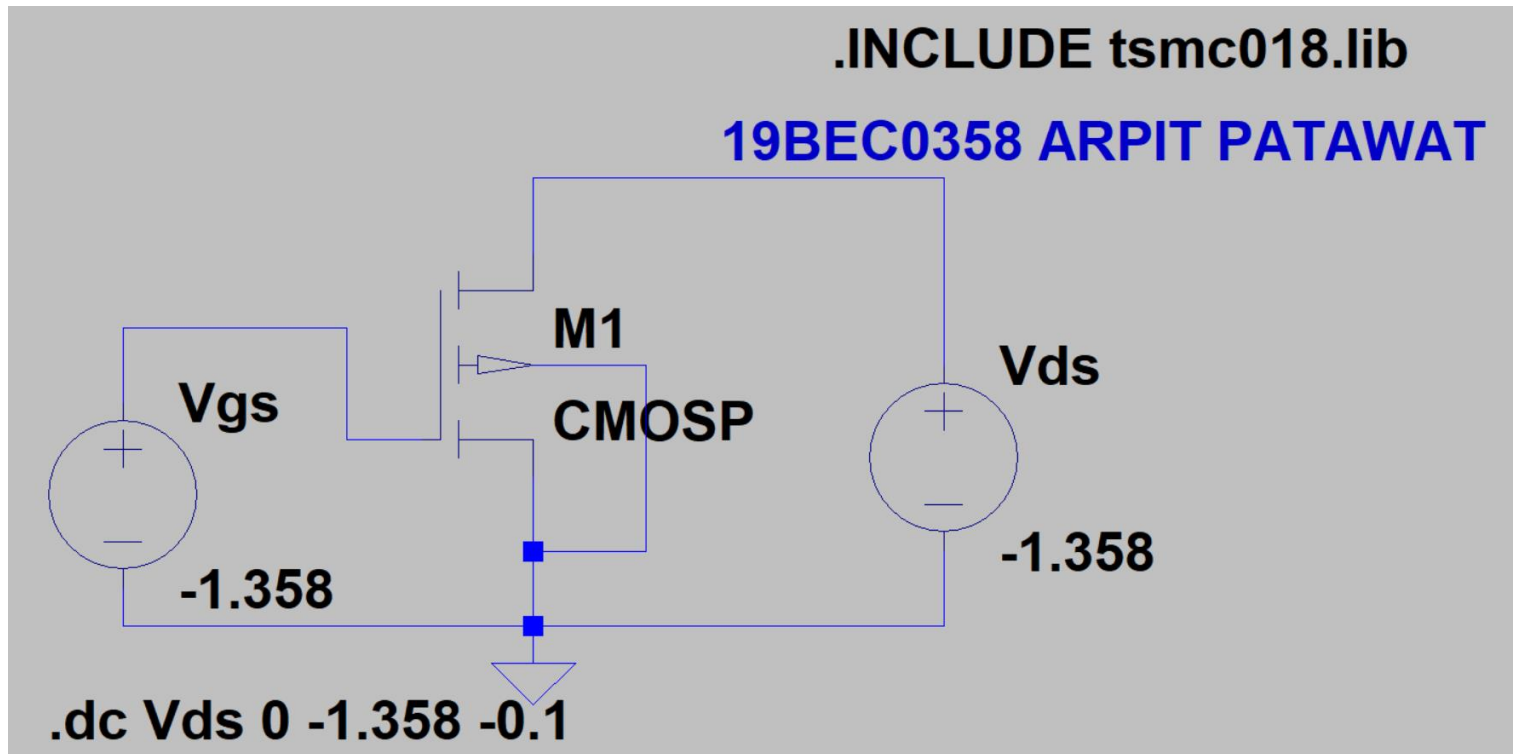 .INCLUDE tsmc018.lib
19BEC0358 ARPIT PATAWAT
M1
Vds
Vgs
CMOSP
-1.358
-1.358
.dc Vds 0 -1.358 -0.1